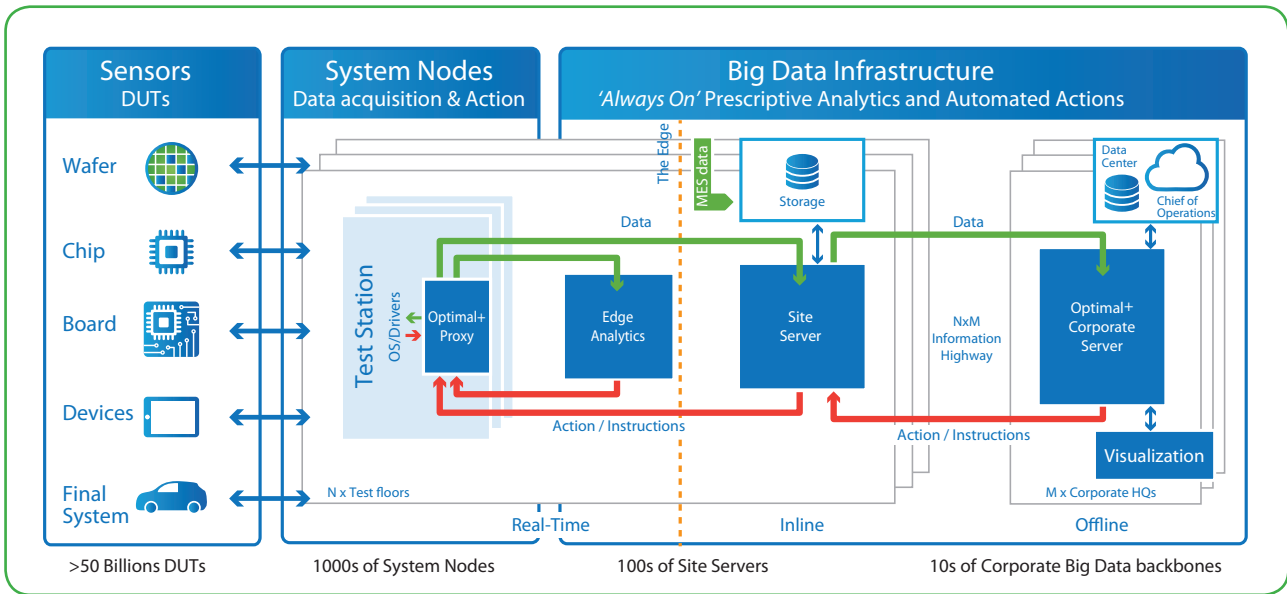 Sensors
DUTs
System Nodes
Data acquisition & Action
Big Data Infrastructure
'Always On' Prescriptive Analytics and Automated Actions
Wafer
Chip
Board
Devices
Final
System
Test Station
OS/Drivers
Optimal+
Proxy
Edge
Analytics
The Edge
MES data
Storage
Data
Site
Server
Data
NxM
Information
Highway
Data
Center
Chief of
Operations
Optimal+
Corporate
Server
Visualization
Action / Instructions
Action / Instructions
N x Test floors
M x Corporate HQs
Real-Time
Inline
Offline
>50 Billions DUTs
1000s of System Nodes
100s of Site Servers
10s of Corporate Big Data backbones